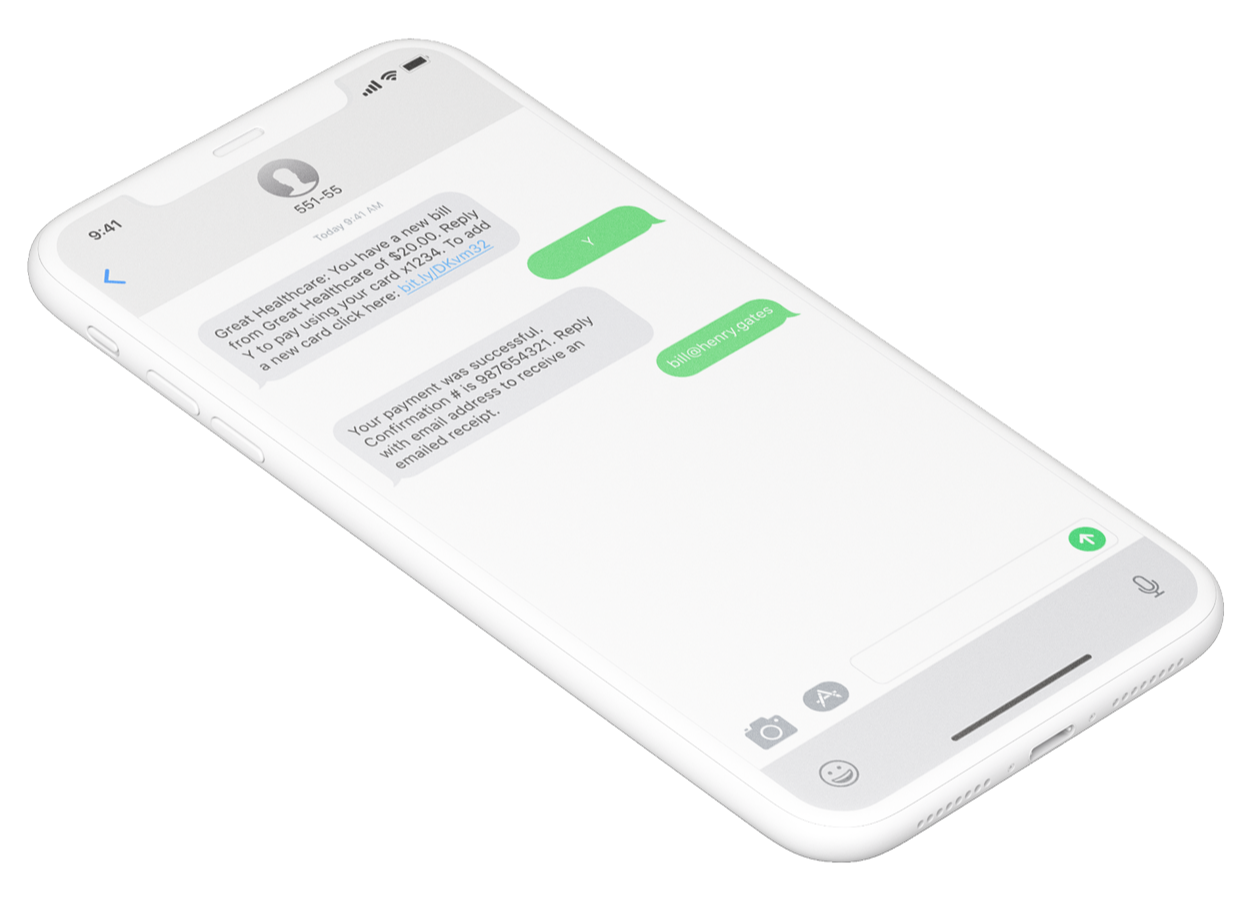 9:41
551-55
Today 9:41 AM
Great Healthcare: You have a new bill
from Great Healthcare of $20.00. Reply
Y to pay using your card x1234. To add
a new card click here: bit.ly/DKvm32
Y
Your payment was successful.
Confirmation # is 987654321. Reply
with email address to receive an
emailed receipt.
bill@henry.gates